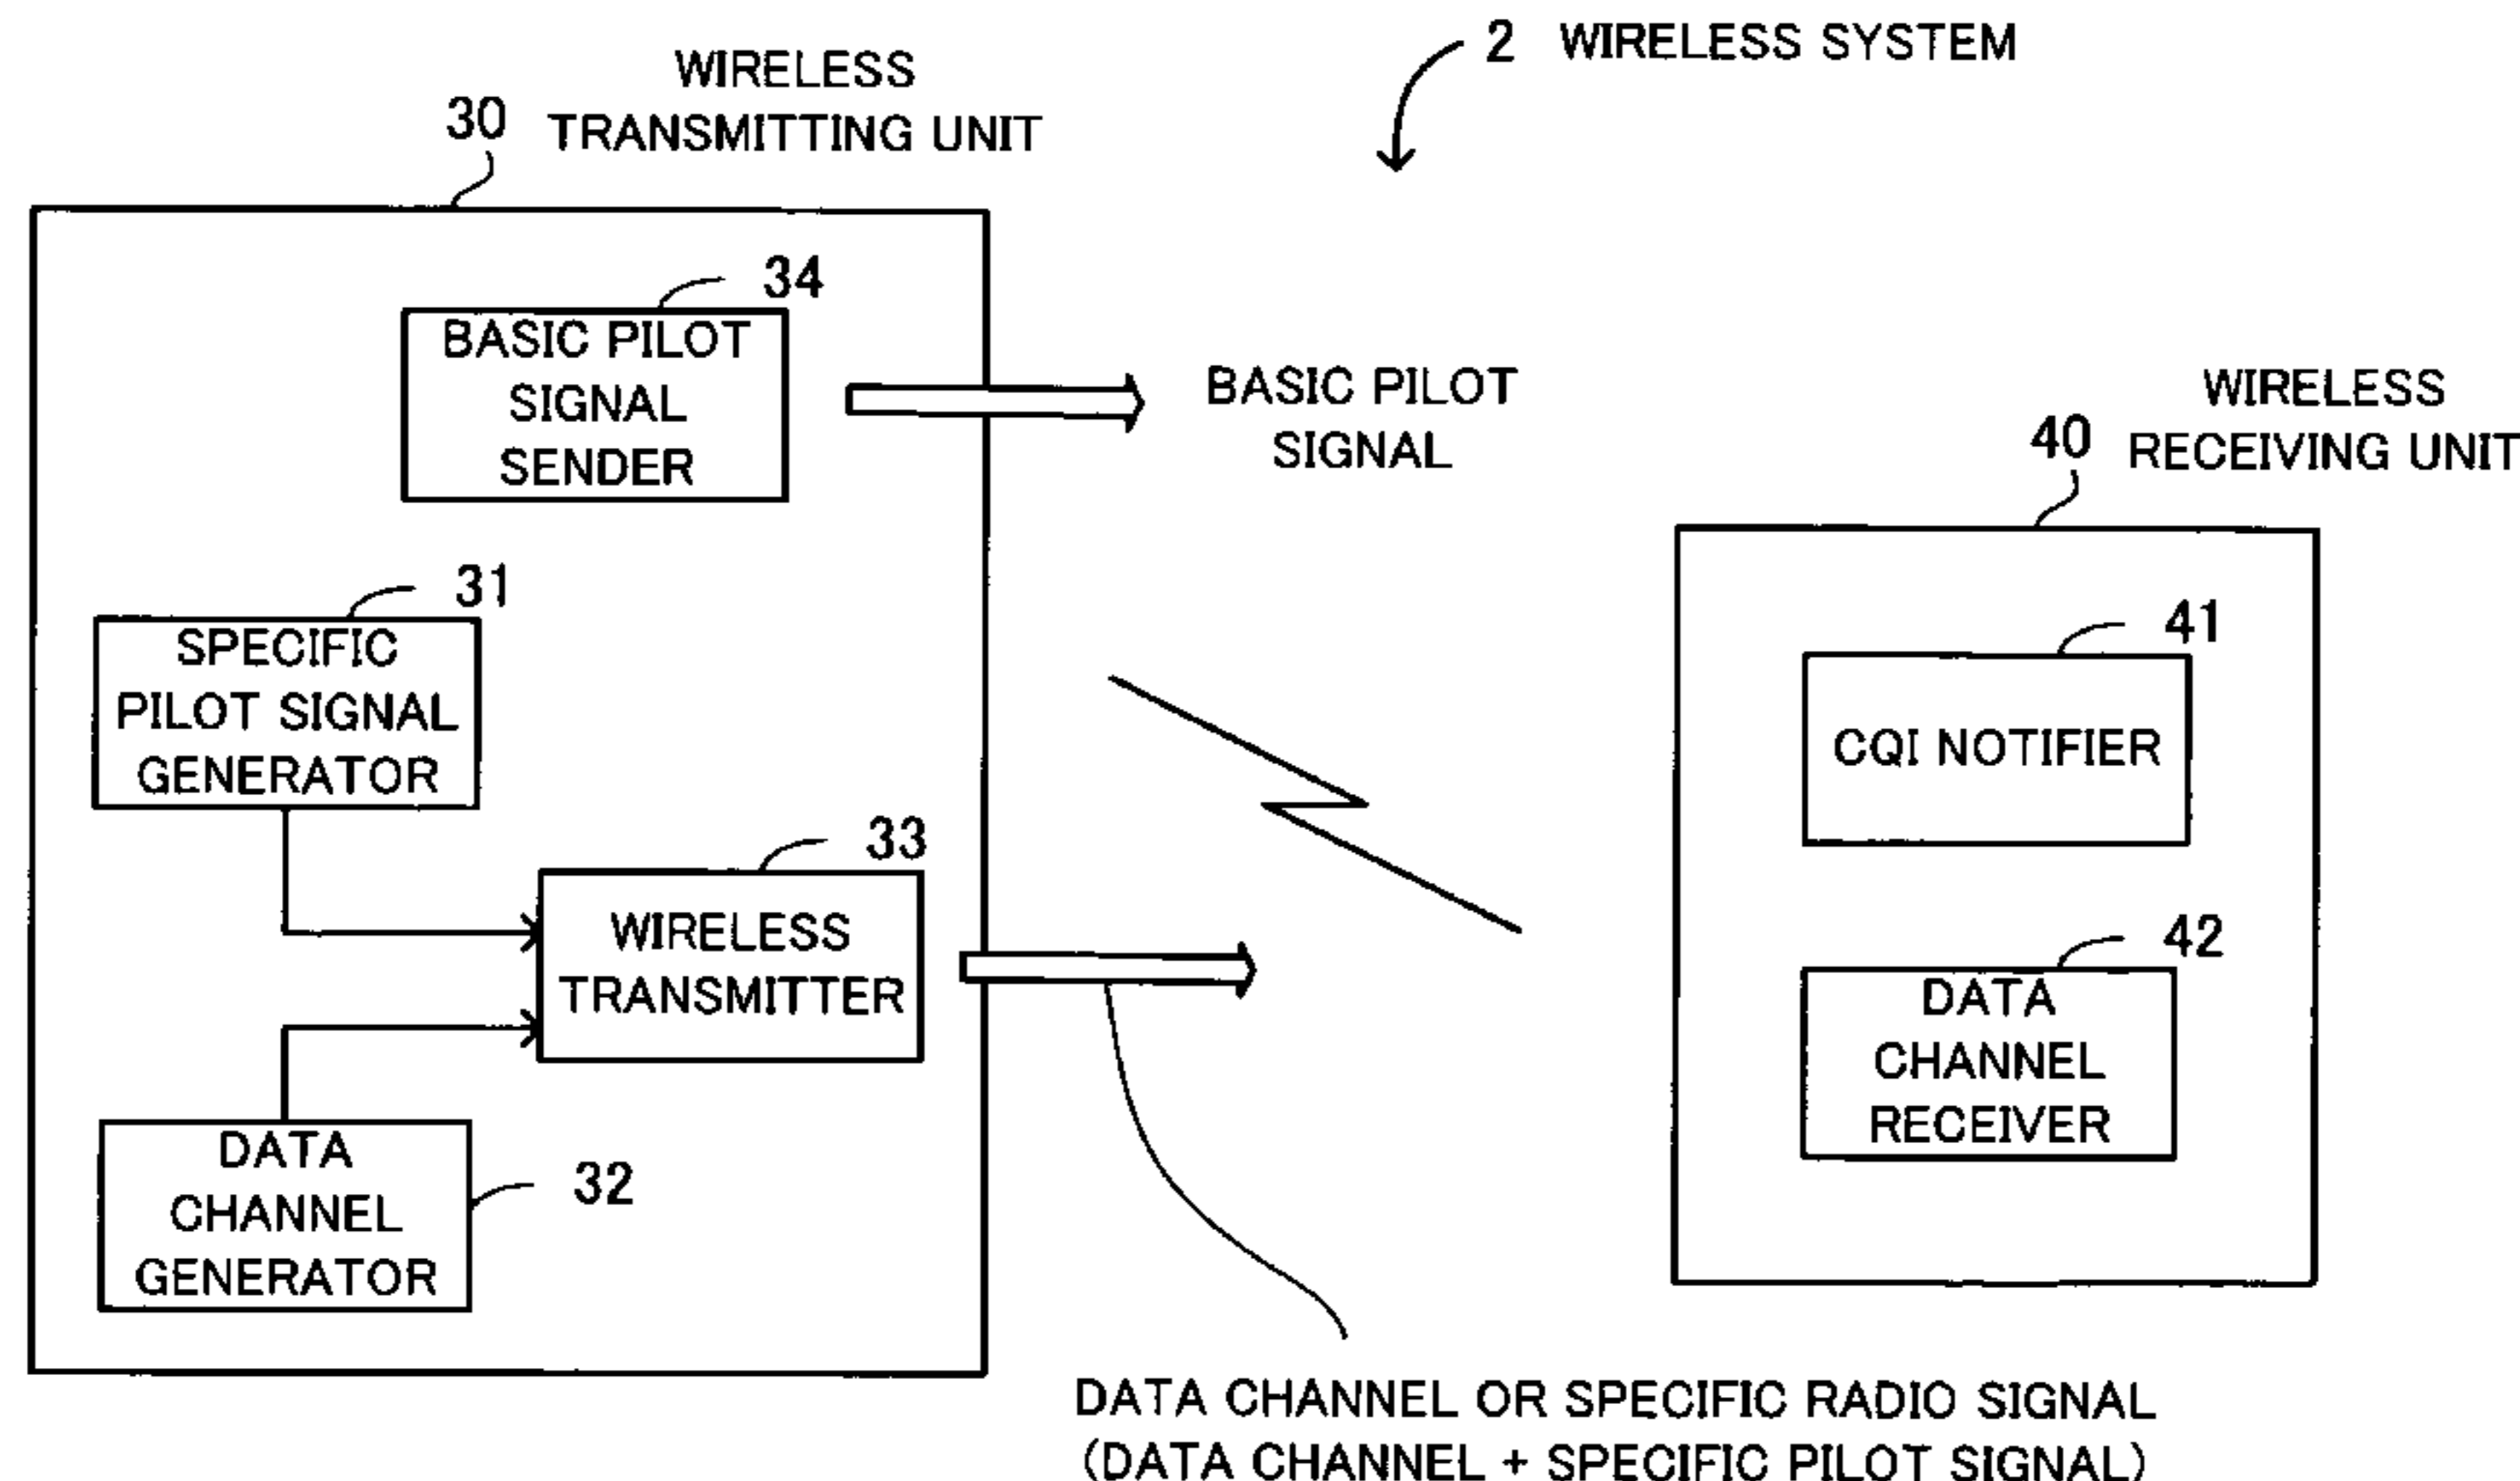 2 WIRELESS SYSTEM
WIRELESS
30 TRANSMITTING UNIT
34
BASIC PILOT
SIGNAL
SENDER
BASIC PILOT
SIGNAL
WIRELESS
40 RECEIVING UNIT
31
SPECIFIC
PILOT SIGNAL
GENERATOR
41
CQI NOTIFIER
33
WIRELESS
TRANSMITTER
42
DATA
CHANNEL
RECEIVER
DATA
CHANNEL
GENERATOR
32
DATA CHANNEL OR SPECIFIC RADIO SIGNAL
(DATA CHANNEL + SPECIFIC PILOT SIGNAL)